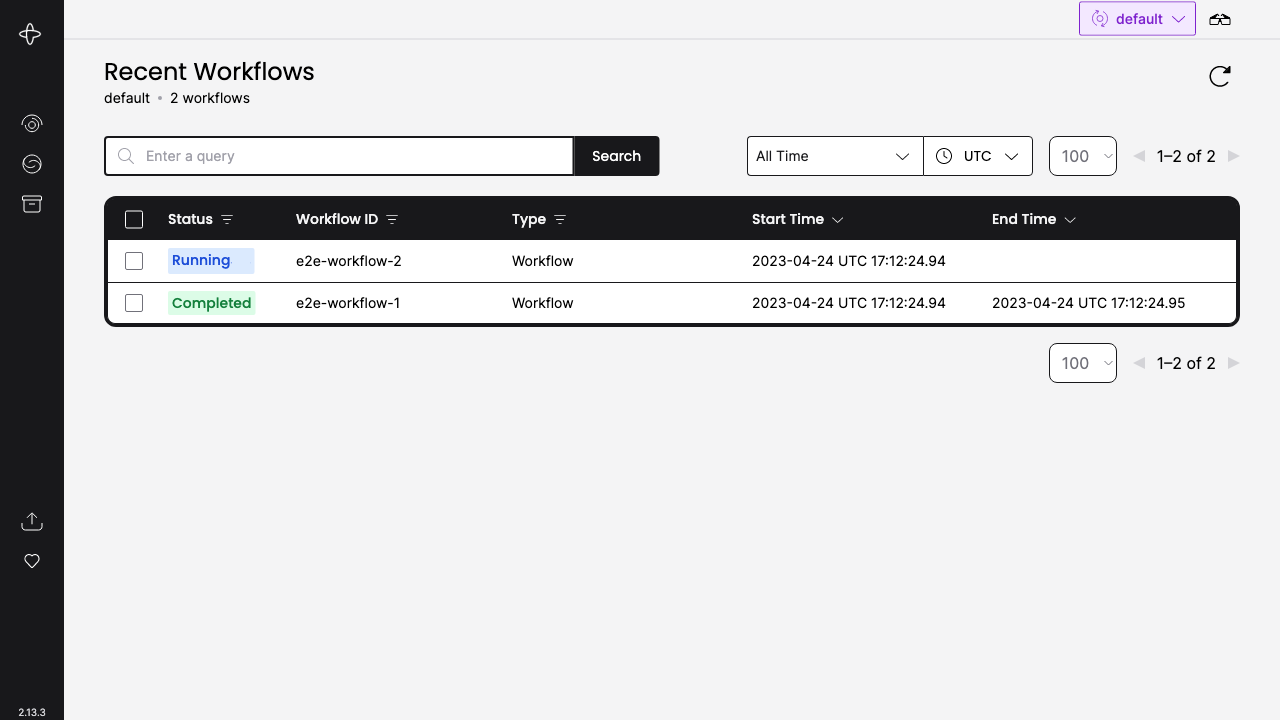 default
Recent Workflows
default • 2 workflows
Enter a query
Search
All Time
UTC
100
1–2 of 2
Status
Workflow ID
Type
Start Time
End Time
Running
e2e-workflow-2
Workflow
2023-04-24 UTC 17:12:24.94
Completed
e2e-workflow-1
Workflow
2023-04-24 UTC 17:12:24.94
2023-04-24 UTC 17:12:24.95
100
1–2 of 2
2.13.3